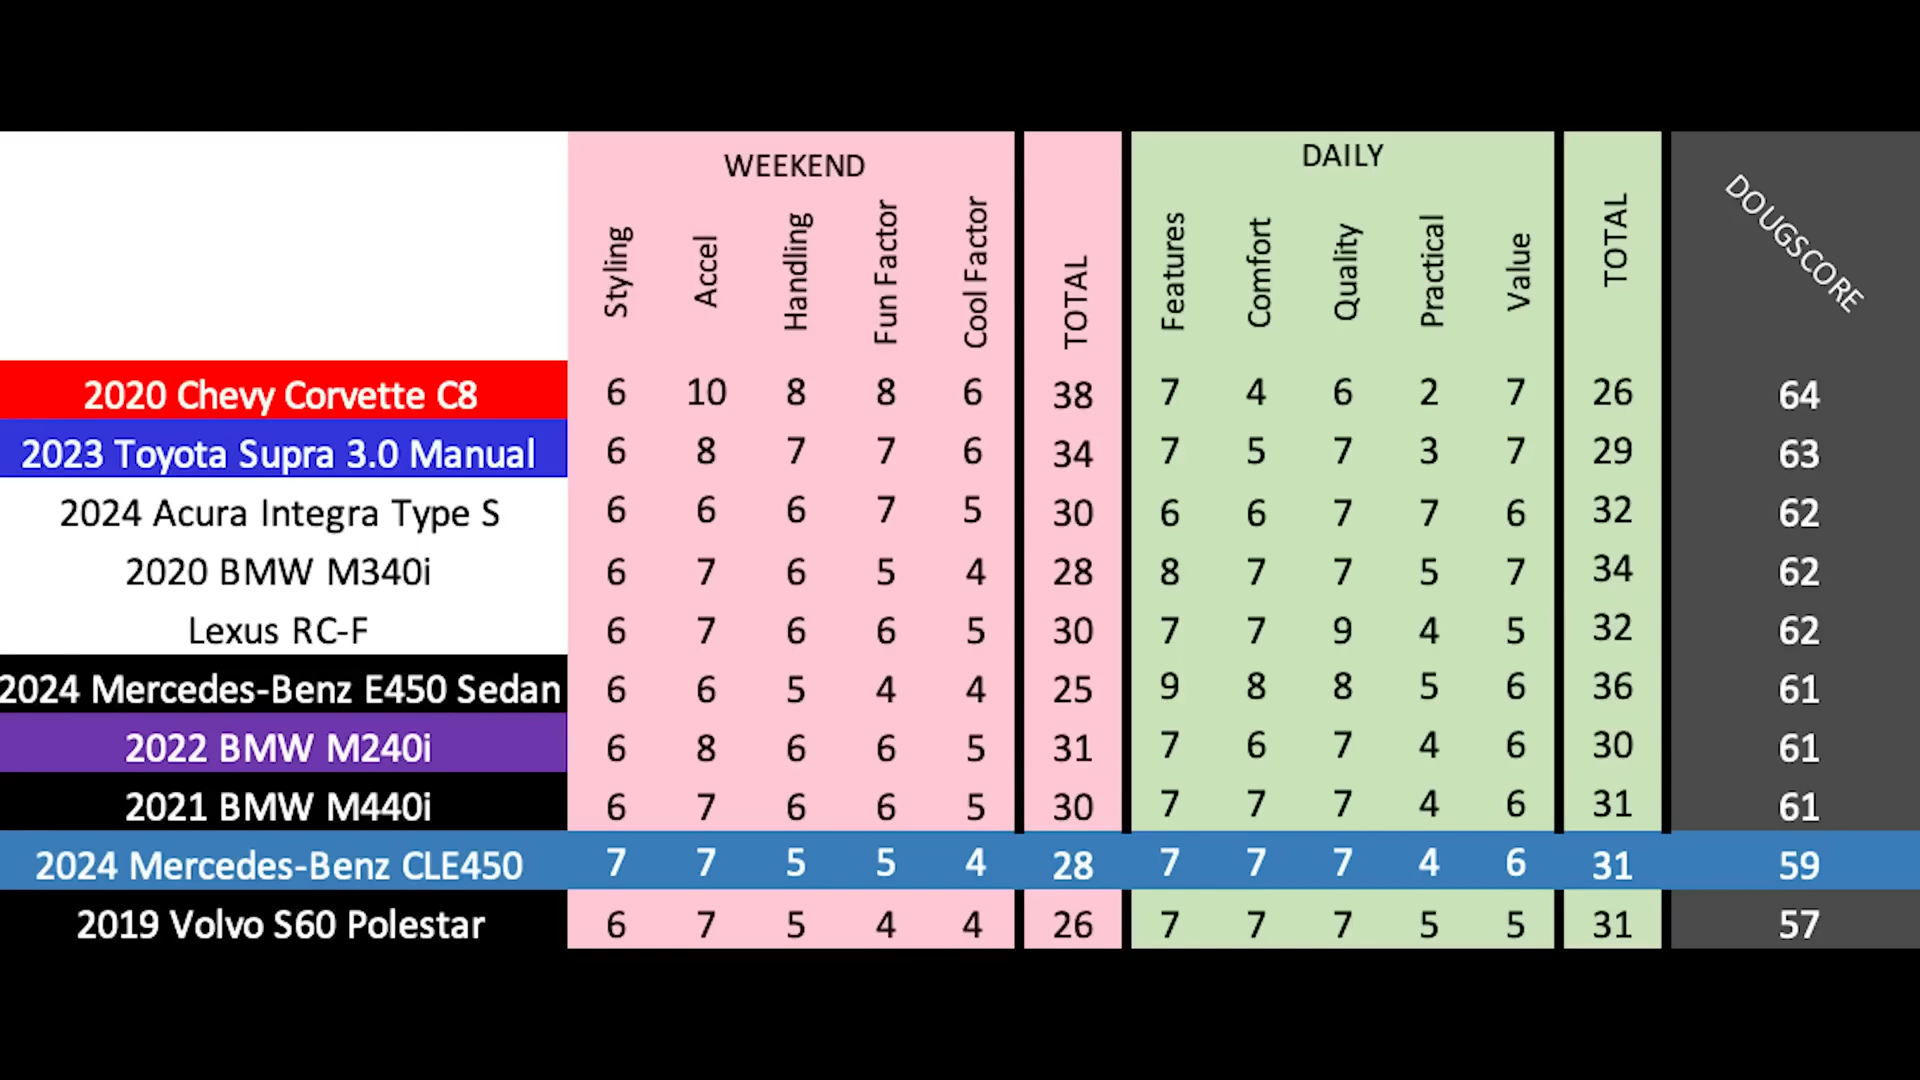 WEEKEND DAILY
Styling Accel Handling Fun Factor Cool Factor TOTAL Features Comfort Quality Practical Value TOTAL DOUGSCORE
2020 Chevy Corvette C8 6 10 8 8 6 38 7 4 6 2 7 26 64
2023 Toyota Supra 3.0 Manual 6 8 7 7 6 34 7 5 7 3 7 29 63
2024 Acura Integra Type S 6 6 6 7 5 30 6 6 7 7 6 32 62
2020 BMW M340i 6 7 6 5 4 28 8 7 7 5 7 34 62
Lexus RC-F 6 7 6 6 5 30 7 7 9 4 5 32 62
2024 Mercedes-Benz E450 Sedan 6 6 5 4 4 25 9 8 8 5 6 36 61
2022 BMW M240i 6 8 6 6 5 31 7 6 7 4 6 30 61
2021 BMW M440i 6 7 6 6 5 30 7 7 7 4 6 31 61
2024 Mercedes-Benz CLE450 7 7 5 5 4 28 7 7 7 4 6 31 59
2019 Volvo S60 Polestar 6 7 5 4 4 26 7 7 7 5 5 31 57